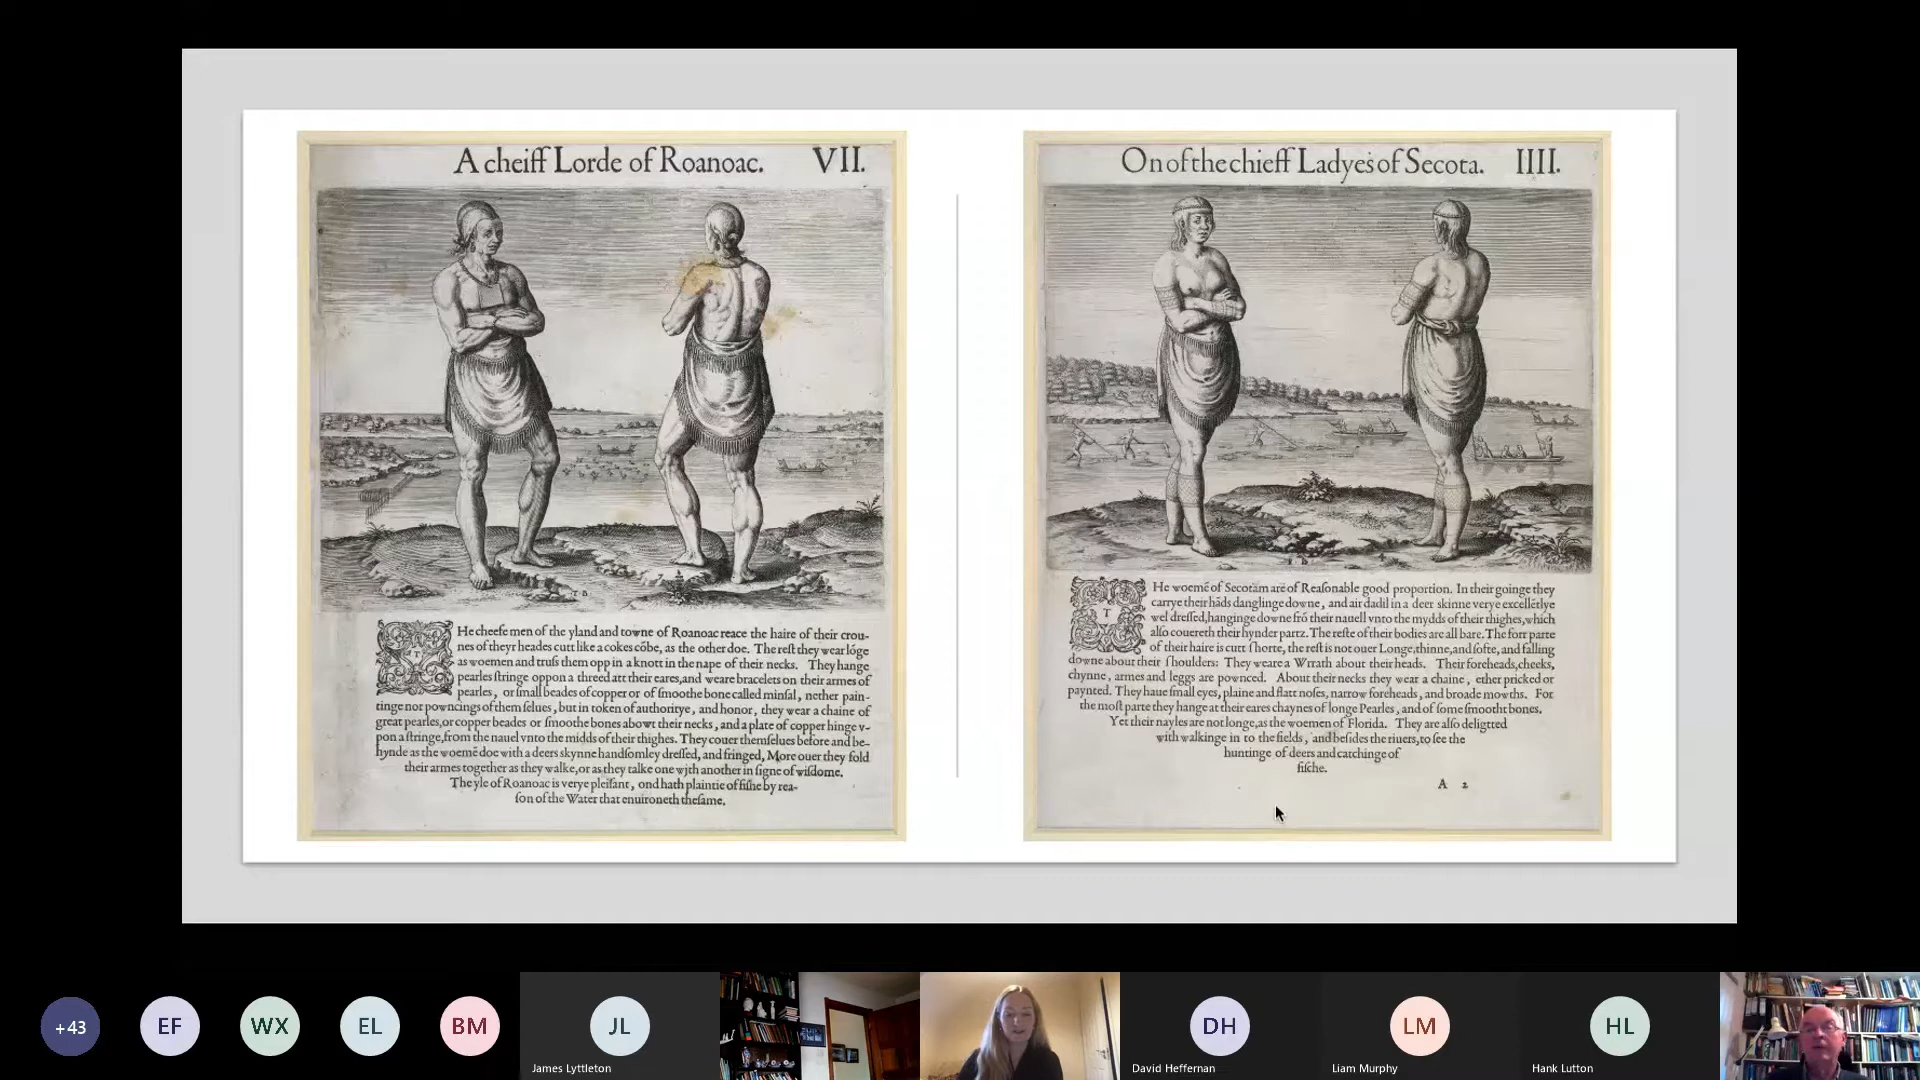 A cheiff Lorde of Roanoac. VII.
He cheefe men of the yland and towne of Roanoac reace the haire of their crou-
nes of theyr heades cutt like a cokes cõbe, as the other doe. The rest they wear lõge
as woemen and truss them opp in a knott in the nape of their necks. They hange
pearles stringe oppon a threed att their eares, and weare bracelets on their armes of
pearles, or small beades of copper or of smoothe bone called minsal, nether pain-
tinge nor powncings of them selues, but in token of authoritye, and honor, they wear a chaine of
great pearles, or copper beades or smoothe bones abowt their necks, and a plate of copper hinge v-
pon a stringe, from the nauel vnto the midds of their thighes. They couer themselues before and be-
hynde as the woemẽ doe with a deers skynne handsomley dressed, and fringed, More ouer they fold
their armes together as they walke, or as they talke one with another in signe of wisdome.
The yle of Roanoac is verye pleisant, ond hath plaintie of fishe by rea-
son of the Water that enuironeth thesame.
On of the chieff Ladyes of Secota. IIII.
T
He woemẽ of Secotam are of Reasonable good proportion. In their goinge they
carrye their hãds danglinge downe, and air dadil in a deer skinne verye excellẽtlye
wel dressed, hanginge downe frõ their nauell vnto the mydds of their thighes, which
also couereth their hynder partz. The reste of their bodies are all bare. The forr parte
of their haire is cutt shorte, the rest is not ouer Longe, thinne, and softe, and falling
downe about their shoulders: They weare a Wrrath about their heads. Their foreheads, cheeks,
chynne, armes and leggs are pownced. About their necks they wear a chaine, ether pricked or
paynted. They haue small eyes, plaine and flatt noses, narrow foreheads, and broade mowths. For
the most parte they hange at their eares chaynes of longe Pearles, and of some smootht bones.
Yet their nayles are not longe, as the woemen of Florida. They are also deligtted
with walkinge in to the fields, and besides the riuers, to see the
huntinge of deers and catchinge of
fische.
A 2
+43
EF
WX
EL
BM
JL
James Lyttleton
DH
David Heffernan
LM
Liam Murphy
HL
Hank Lutton